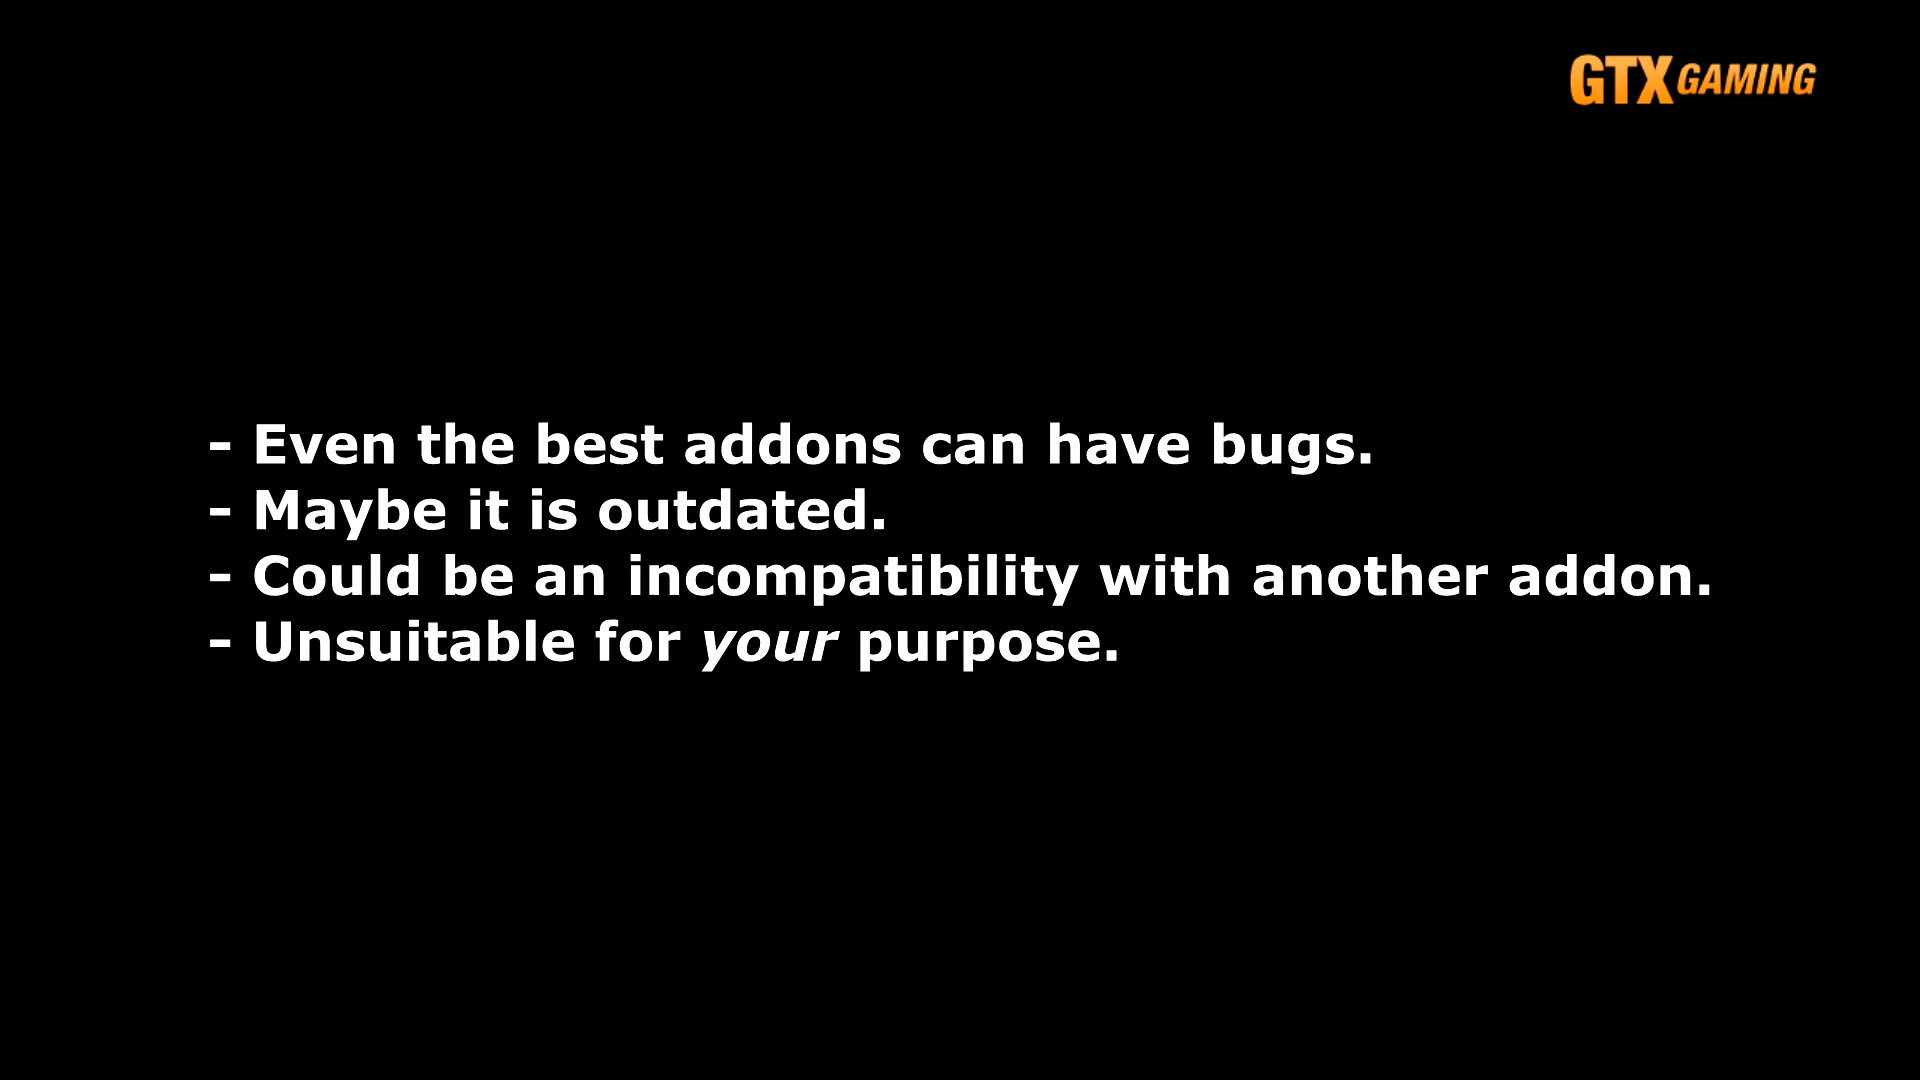 GTX GAMING
- Even the best addons can have bugs.
- Maybe it is outdated.
- Could be an incompatibility with another addon.
- Unsuitable for your purpose.